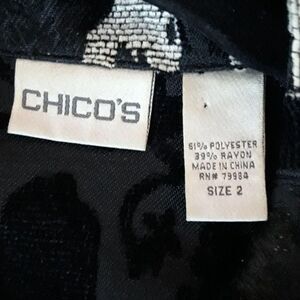 CHICO'S
61% POLYESTER
39% RAYON
MADE IN CHINA
RN# 79984
SIZE 2